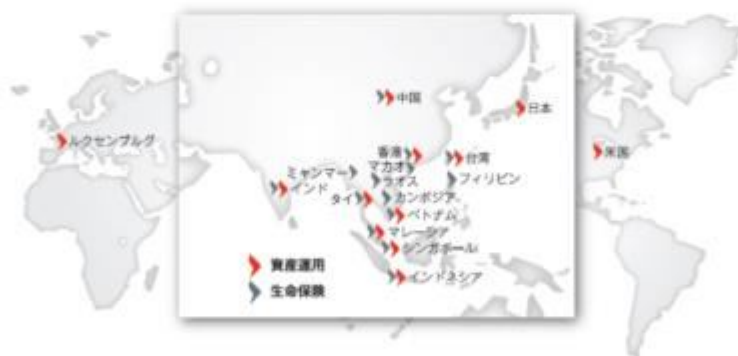 中国
日本
ルクセンブルグ
香港
台湾
米国
マカオ
ミャンマー
ラオス
フィリピン
インド
タイ
カンボジア
ベトナム
マレーシア
シンガポール
資産運用
インドネシア
生命保険